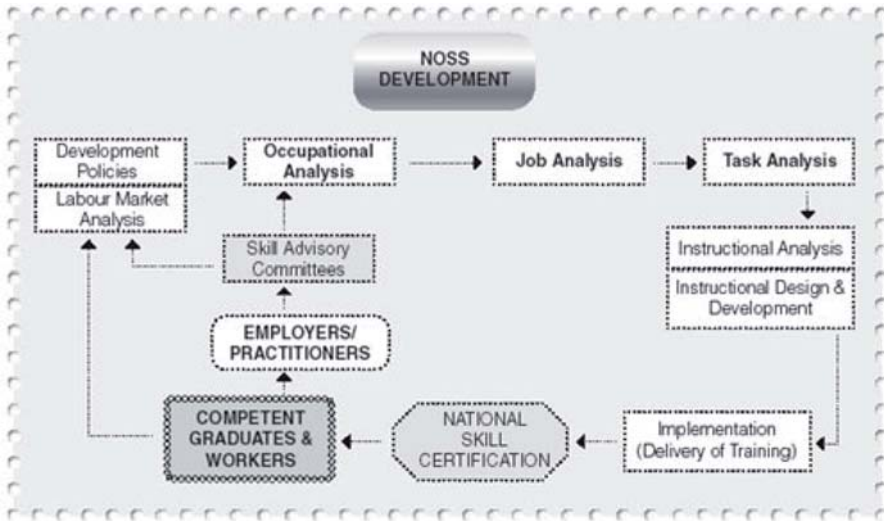 NOSS
DEVELOPMENT
Development
Policies
Labour Market
Analysis
Occupational
Analysis
Job Analysis
Task Analysis
Skill Advisory
Committees
Instructional Analysis
Instructional Design &
Development
EMPLOYERS/
PRACTITIONERS
COMPETENT
GRADUATES &
WORKERS
NATIONAL
SKILL
CERTIFICATION
Implementation
(Delivery of Training)